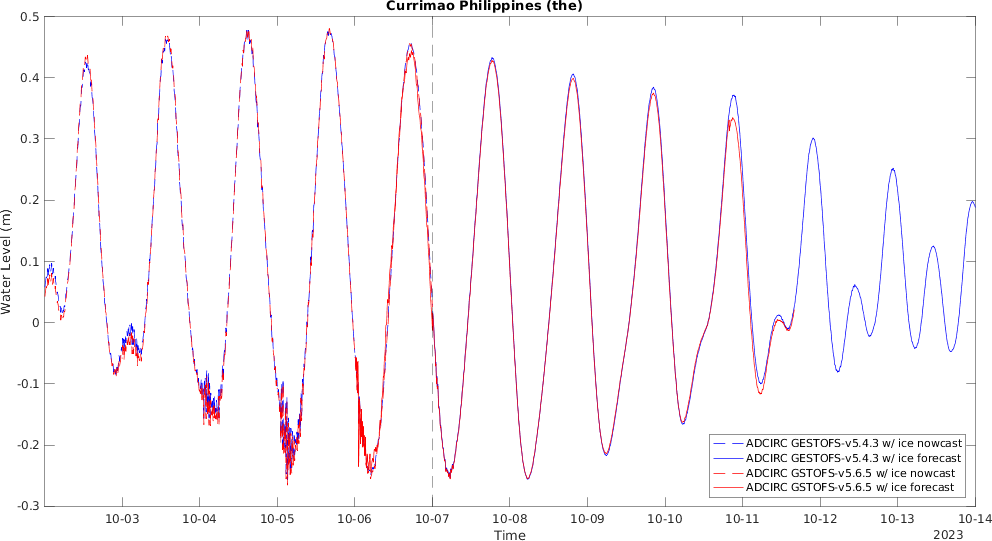 Currimao Philippines (the)
0.5
0.4
0.3
0.2
0.1
0
-0.1
-0.2
-0.3
Water Level (m)
10-03 10-04 10-05 10-06 10-07 10-08 10-09 10-10 10-11 10-12 10-13 10-14
Time
2023
ADCIRC GESTOFS-v5.4.3 w/ ice nowcast
ADCIRC GESTOFS-v5.4.3 w/ ice forecast
ADCIRC GSTOFS-v5.6.5 w/ ice nowcast
ADCIRC GSTOFS-v5.6.5 w/ ice forecast